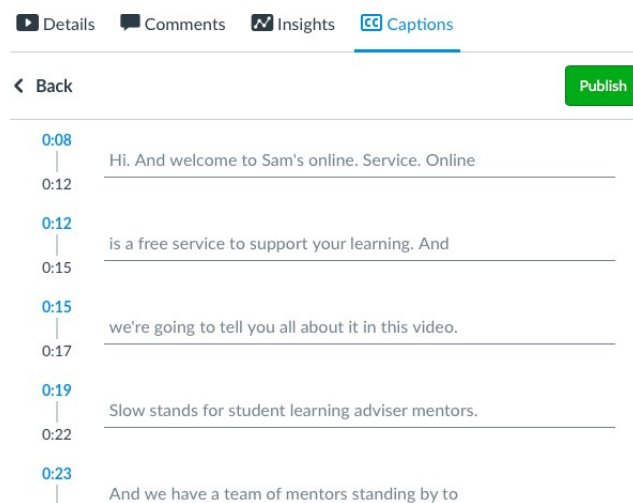 Details Comments Insights CC Captions
Back Publish
0:08
Hi. And welcome to Sam's online. Service. Online
0:12
0:12
is a free service to support your learning. And
0:15
0:15
we're going to tell you all about it in this video.
0:17
0:19
Slow stands for student learning adviser mentors.
0:22
0:23
And we have a team of mentors standing by to